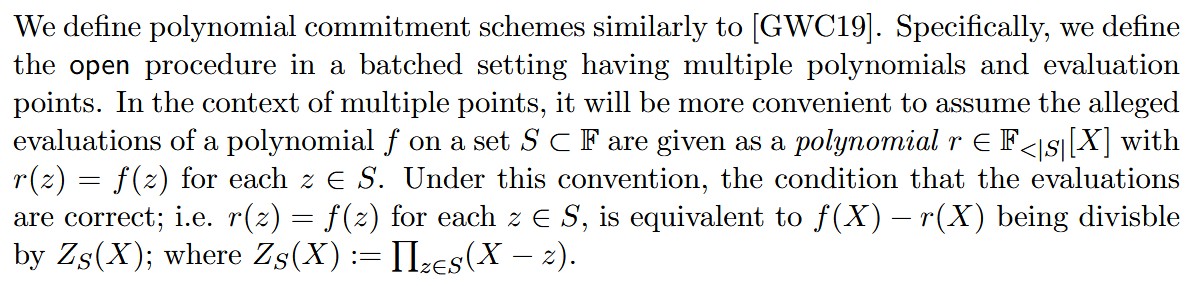 We define polynomial commitment schemes similarly to [GWC19]. Specifically, we define
the open procedure in a batched setting having multiple polynomials and evaluation
points. In the context of multiple points, it will be more convenient to assume the alleged
evaluations of a polynomial f on a set S ⊂ 𝔽 are given as a polynomial r ∈ 𝔽<|S|[X] with
r(z) = f(z) for each z ∈ S. Under this convention, the condition that the evaluations
are correct; i.e. r(z) = f(z) for each z ∈ S, is equivalent to f(X) − r(X) being divisble
by Z_S(X); where Z_S(X) := ∏_{z∈S}(X − z).